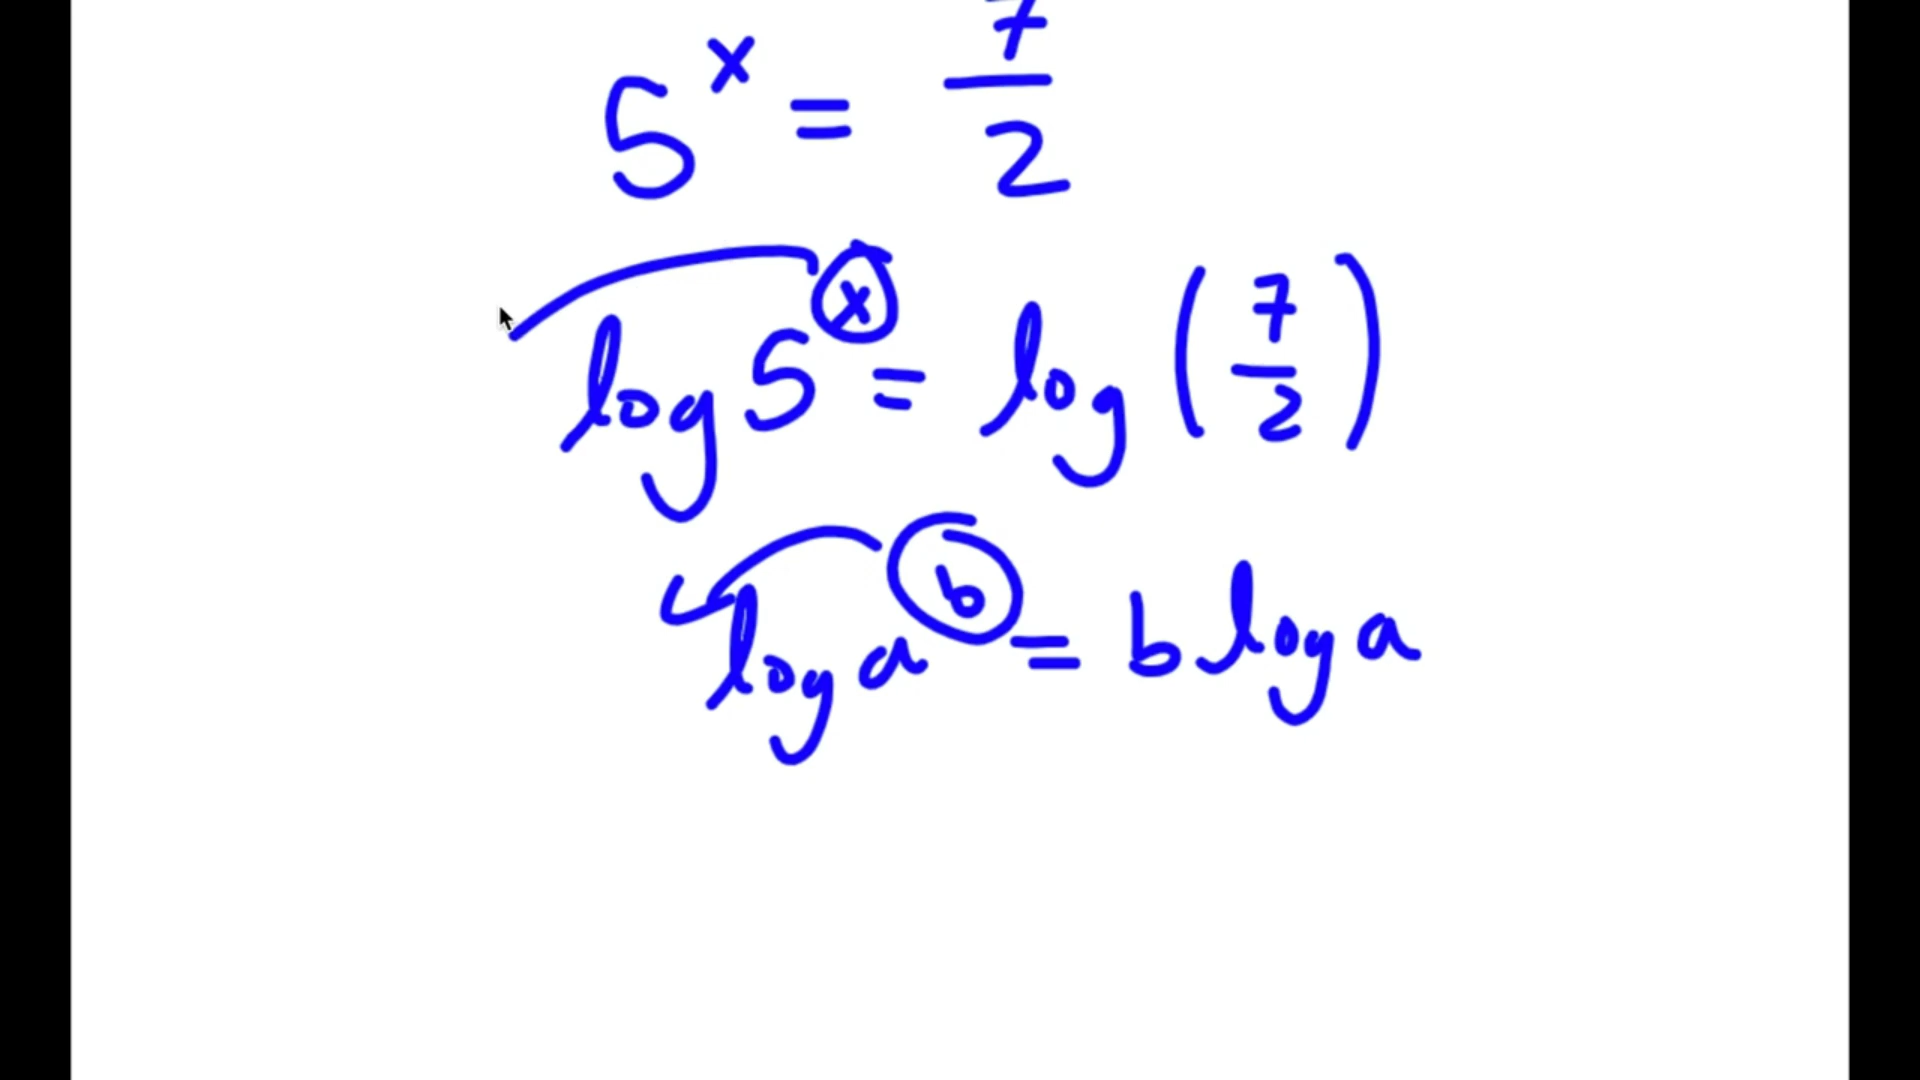 5^x = 7/2
log 5^x = log (7/2)
log a^b = b log a